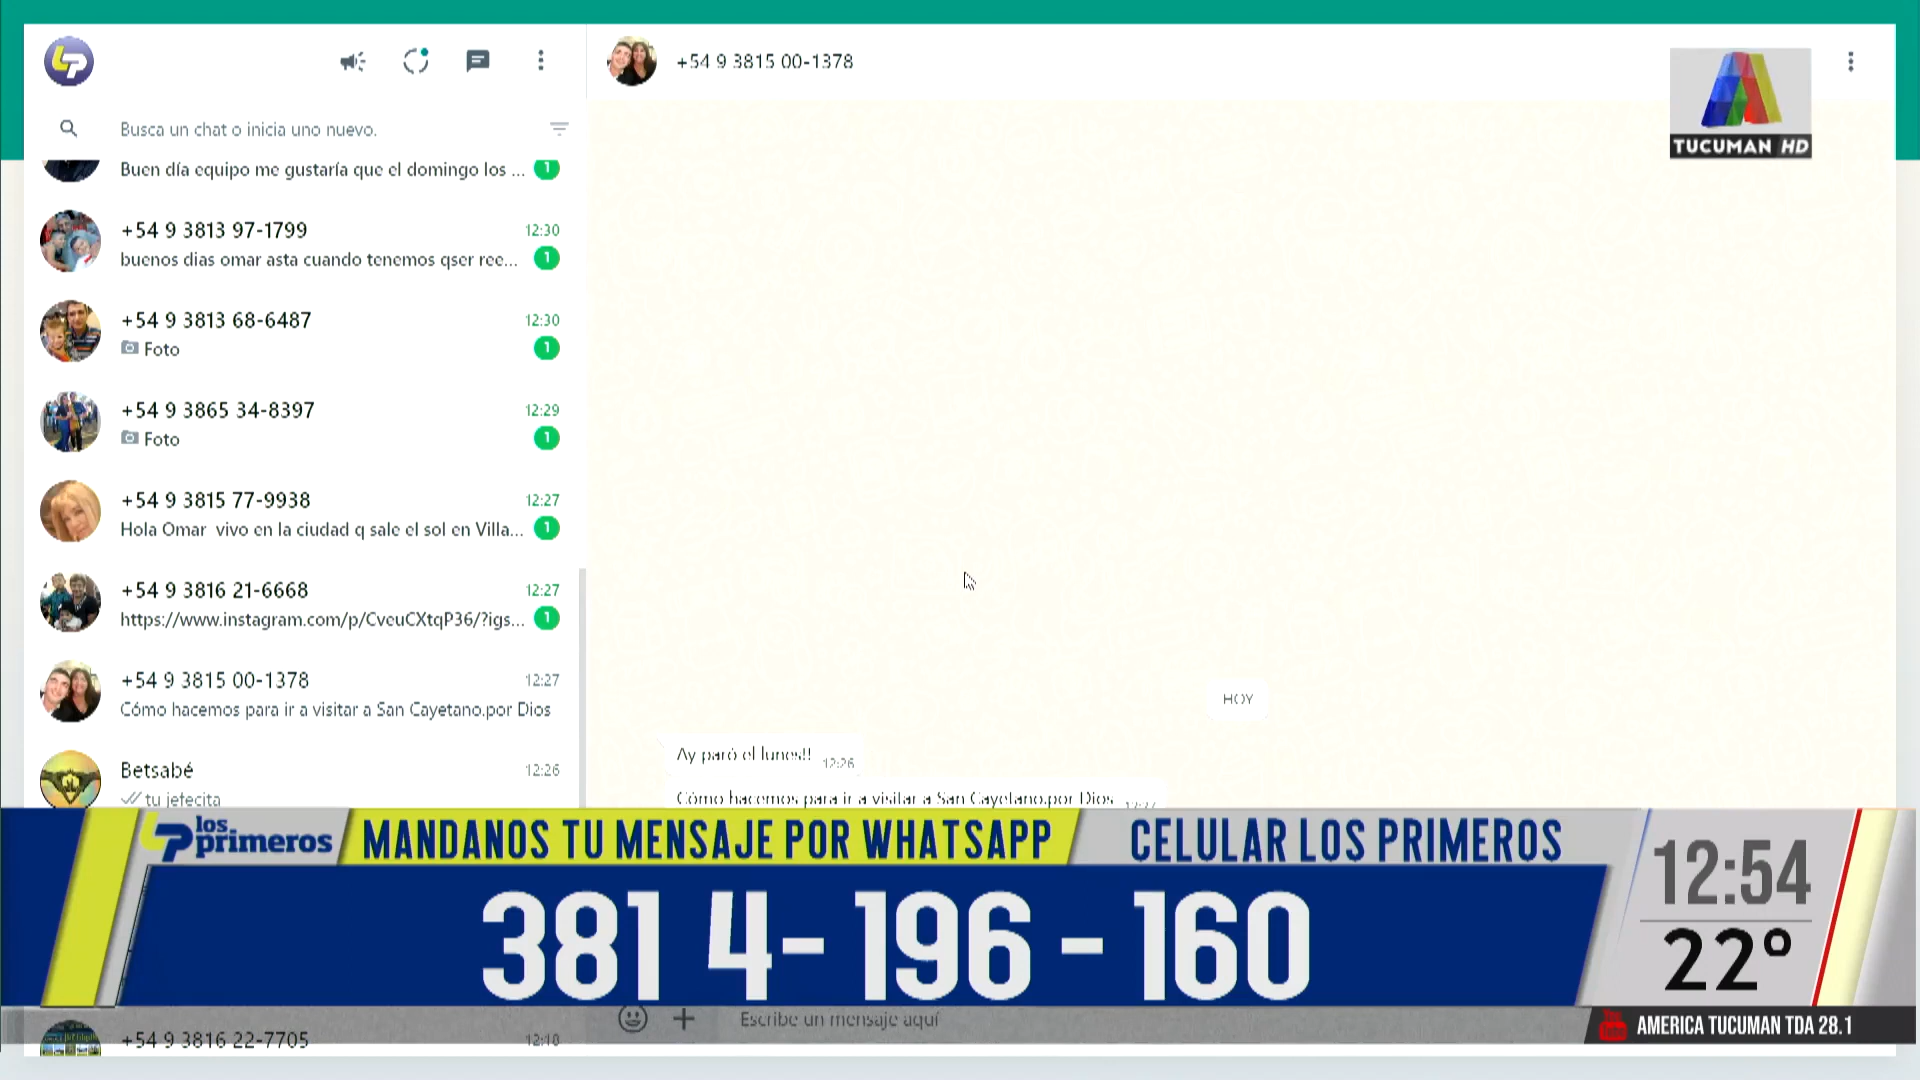 +54 9 3815 00-1378
TUCUMAN HD
Busca un chat o inicia uno nuevo.
Buen día equipo me gustaría que el domingo los ... 1
+54 9 3813 97-1799 12:30
buenos dias omar asta cuando tenemos qser ree... 1
+54 9 3813 68-6487 12:30
Foto 1
+54 9 3865 34-8397 12:29
Foto 1
+54 9 3815 77-9938 12:27
Hola Omar vivo en la ciudad q sale el sol en Villa... 1
+54 9 3816 21-6668 12:27
https://www.instagram.com/p/CveuCXtqP36/?igs... 1
+54 9 3815 00-1378 12:27
Cómo hacemos para ir a visitar a San Cayetano.por Dios
Betsabé 12:26
tu jefecita
HOY
Ay paró el lunes!! 12:26
Cómo hacemos para ir a visitar a San Cayetano.por Dios 12:27
LP los primeros
MANDANOS TU MENSAJE POR WHATSAPP
CELULAR LOS PRIMEROS
381 4- 196 - 160
12:54
22°
Escribe un mensaje aquí
+54 9 3816 22-7705 12:18
AMERICA TUCUMAN TDA 28.1